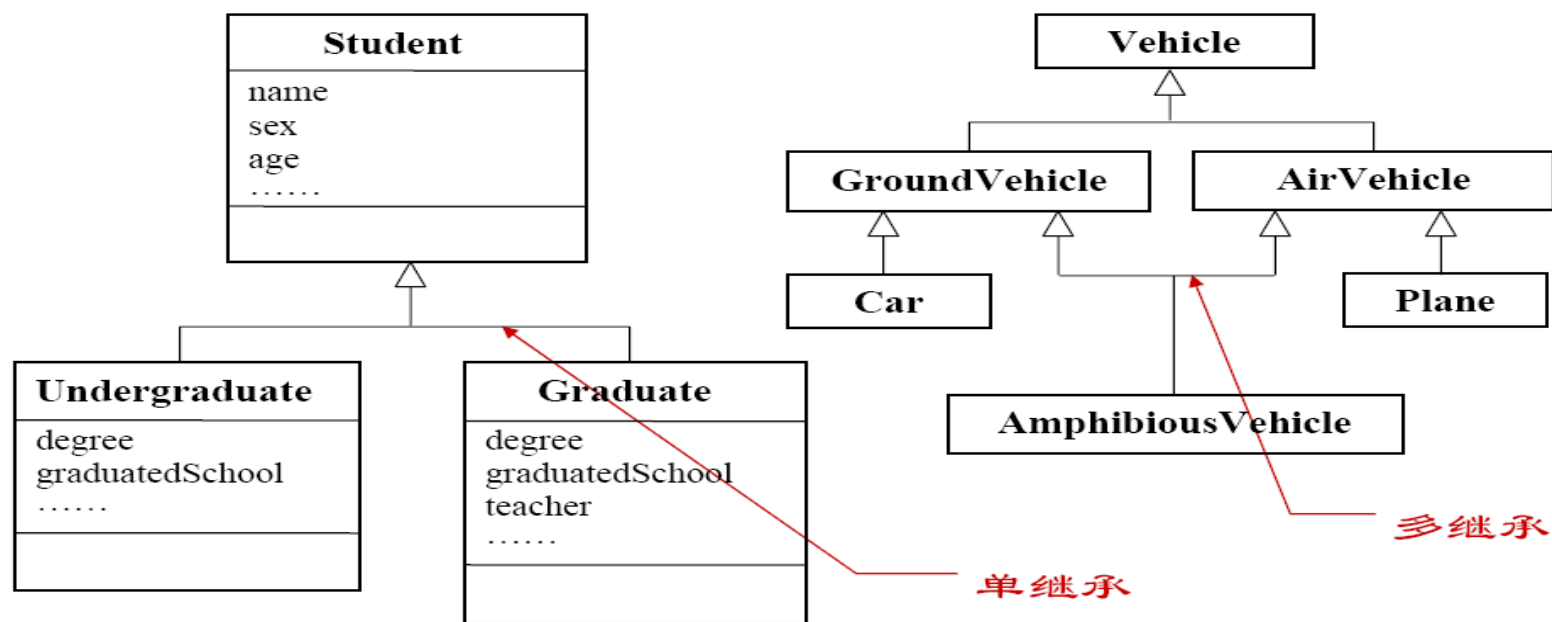 Student
name
sex
age
……
Undergraduate
degree
graduatedSchool
……
Graduate
degree
graduatedSchool
teacher
……
单继承
Vehicle
GroundVehicle
AirVehicle
Car
Plane
AmphibiousVehicle
多继承